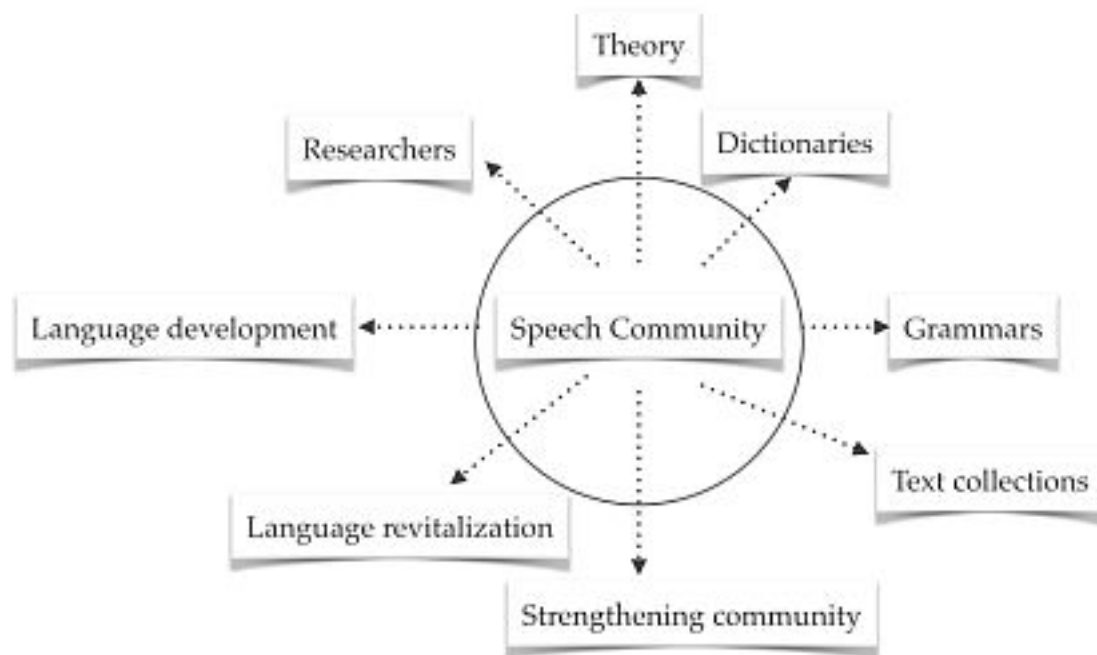 Theory
Researchers
Dictionaries
Language development
Speech Community
Grammars
Text collections
Language revitalization
Strengthening community